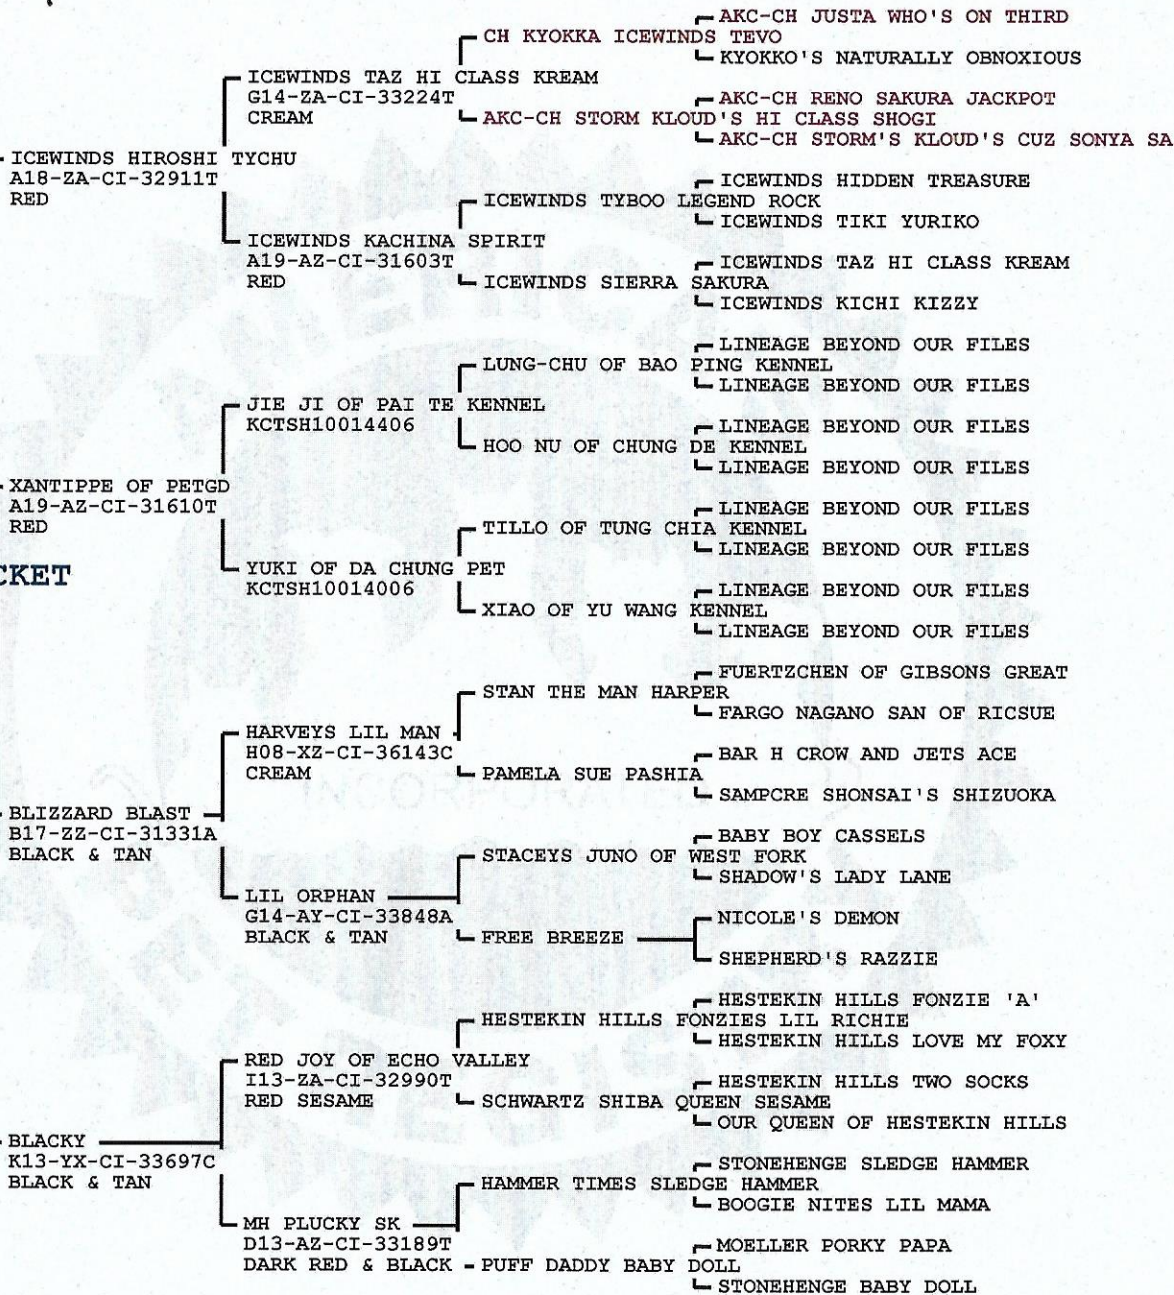 AKC-CH JUSTA WHO'S ON THIRD
CH KYOKKA ICEWINDS TEVO
KYOKKO'S NATURALLY OBNOXIOUS
ICEWINDS TAZ HI CLASS KREAM
G14-ZA-CI-33224T
CREAM
AKC-CH RENO SAKURA JACKPOT
AKC-CH STORM KLOUD'S HI CLASS SHOGI
AKC-CH STORM'S KLOUD'S CUZ SONYA SA
ICEWINDS HIROSHI TYCHU
A18-ZA-CI-32911T
RED
ICEWINDS HIDDEN TREASURE
ICEWINDS TYBOO LEGEND ROCK
ICEWINDS TIKI YURIKO
ICEWINDS KACHINA SPIRIT
A19-AZ-CI-31603T
RED
ICEWINDS TAZ HI CLASS KREAM
ICEWINDS SIERRA SAKURA
ICEWINDS KICHI KIZZY
LINEAGE BEYOND OUR FILES
LUNG-CHU OF BAO PING KENNEL
LINEAGE BEYOND OUR FILES
JIE JI OF PAI TE KENNEL
KCTSH10014406
LINEAGE BEYOND OUR FILES
HOO NU OF CHUNG DE KENNEL
LINEAGE BEYOND OUR FILES
XANTIPPE OF PETGD
A19-AZ-CI-31610T
RED
LINEAGE BEYOND OUR FILES
TILLO OF TUNG CHIA KENNEL
LINEAGE BEYOND OUR FILES
YUKI OF DA CHUNG PET
KCTSH10014006
CKET
LINEAGE BEYOND OUR FILES
XIAO OF YU WANG KENNEL
LINEAGE BEYOND OUR FILES
FUERTZCHEN OF GIBSONS GREAT
STAN THE MAN HARPER
FARGO NAGANO SAN OF RICSUE
HARVEYS LIL MAN
H08-XZ-CI-36143C
CREAM
BAR H CROW AND JETS ACE
PAMELA SUE PASHIA
SAMPCRE SHONSAI'S SHIZUOKA
INCORPORATED
BLIZZARD BLAST
B17-ZZ-CI-31331A
BLACK & TAN
BABY BOY CASSELS
STACEYS JUNO OF WEST FORK
SHADOW'S LADY LANE
LIL ORPHAN
G14-AY-CI-33848A
BLACK & TAN
NICOLE'S DEMON
FREE BREEZE
SHEPHERD'S RAZZIE
HESTEKIN HILLS FONZIE 'A'
HESTEKIN HILLS FONZIES LIL RICHIE
HESTEKIN HILLS LOVE MY FOXY
RED JOY OF ECHO VALLEY
I13-ZA-CI-32990T
RED SESAME
HESTEKIN HILLS TWO SOCKS
SCHWARTZ SHIBA QUEEN SESAME
OUR QUEEN OF HESTEKIN HILLS
BLACKY
K13-YX-CI-33697C
BLACK & TAN
STONEHENGE SLEDGE HAMMER
HAMMER TIMES SLEDGE HAMMER
BOOGIE NITES LIL MAMA
MH PLUCKY SK
D13-AZ-CI-33189T
DARK RED & BLACK
MOELLER PORKY PAPA
PUFF DADDY BABY DOLL
STONEHENGE BABY DOLL